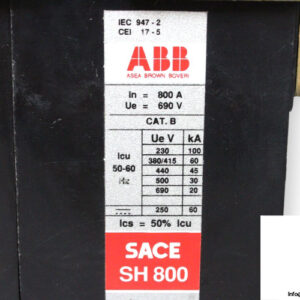 IEC 947-2
CEI 17-5
ABB
ASEA BROWN BOVERI
In = 800 A
Ue = 690 V
CAT. B
Icu
50-60
Hz
Ue V kA
230 100
380/415 60
440 45
500 30
690 20
250 60
Ics = 50% Icu
SACE
SH 800